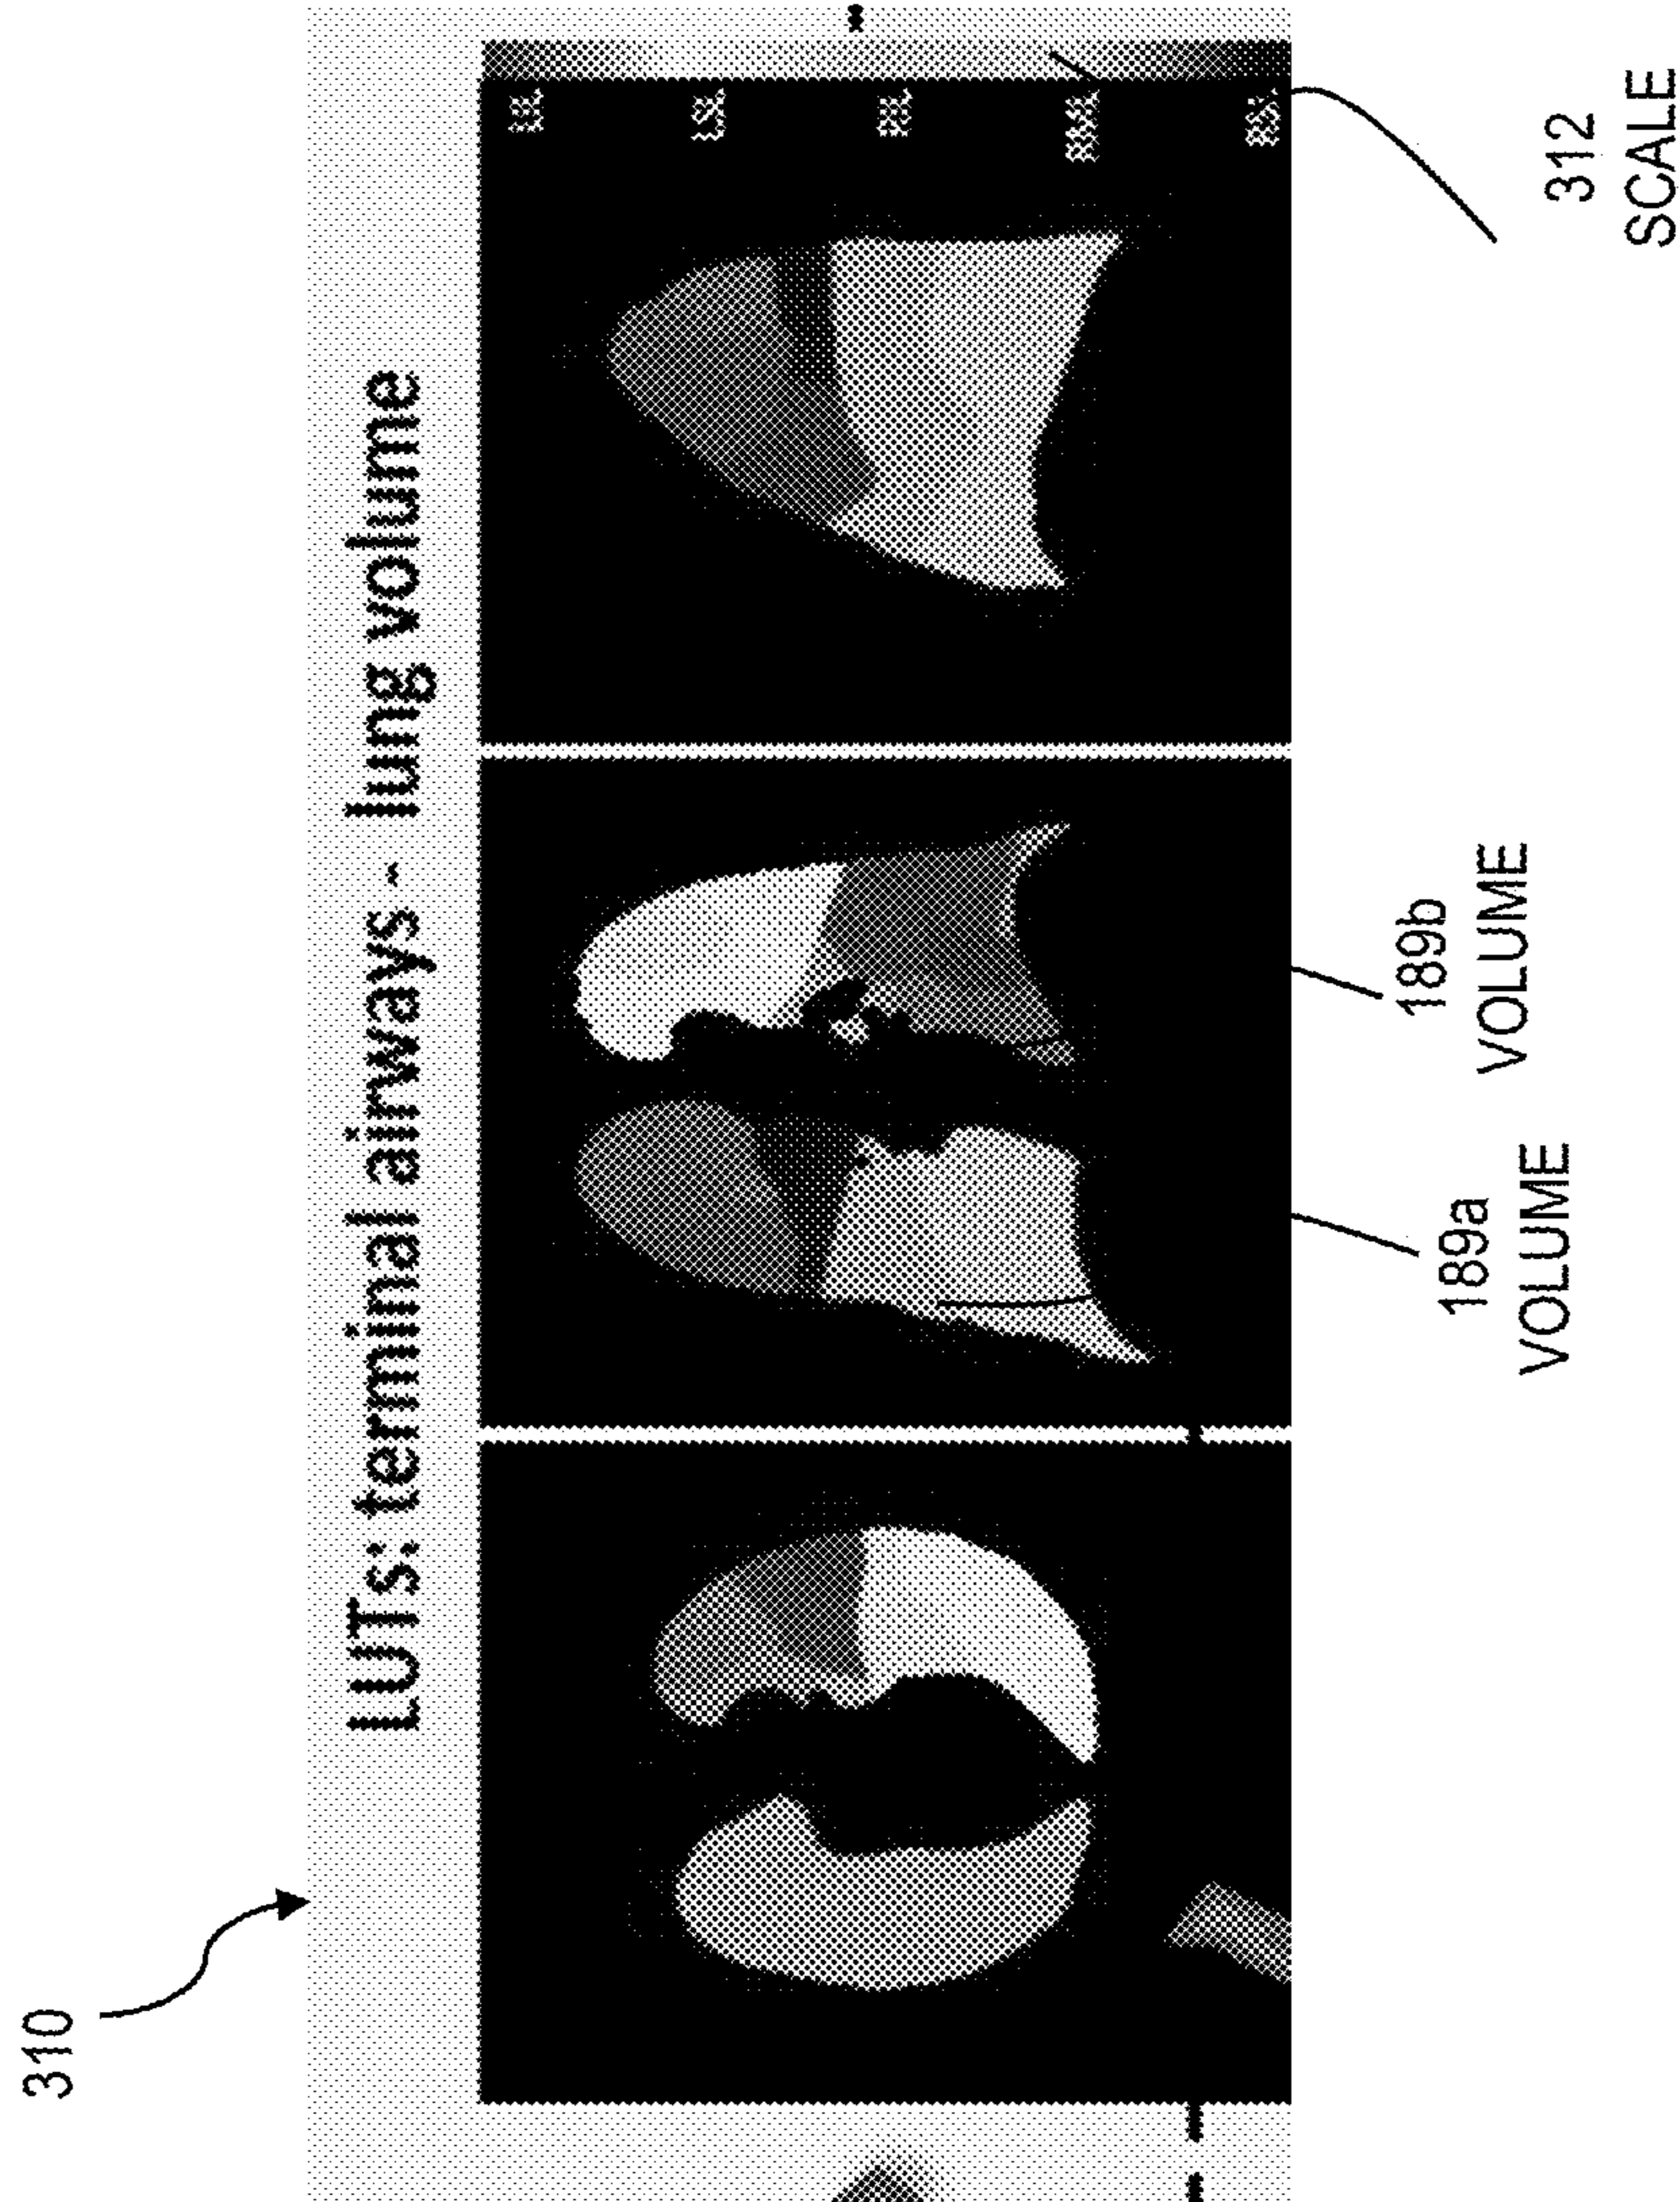 310
LUTs: terminal airways - lung volume
189a
VOLUME
189b
VOLUME
312
SCALE